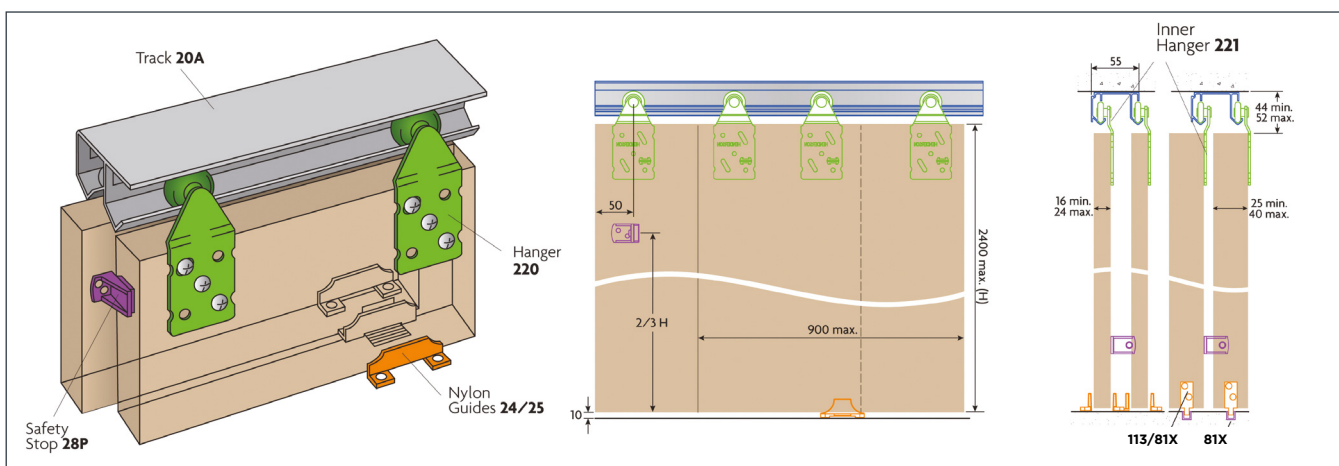 Track 20A
Hanger
220
Nylon
Guides 24/25
Safety
Stop 28P
50
2/3 H
900 max.
2400 max. (H)
10
Inner
Hanger 221
55
44 min.
52 max.
16 min.
24 max.
25 min.
40 max.
113/81X
81X